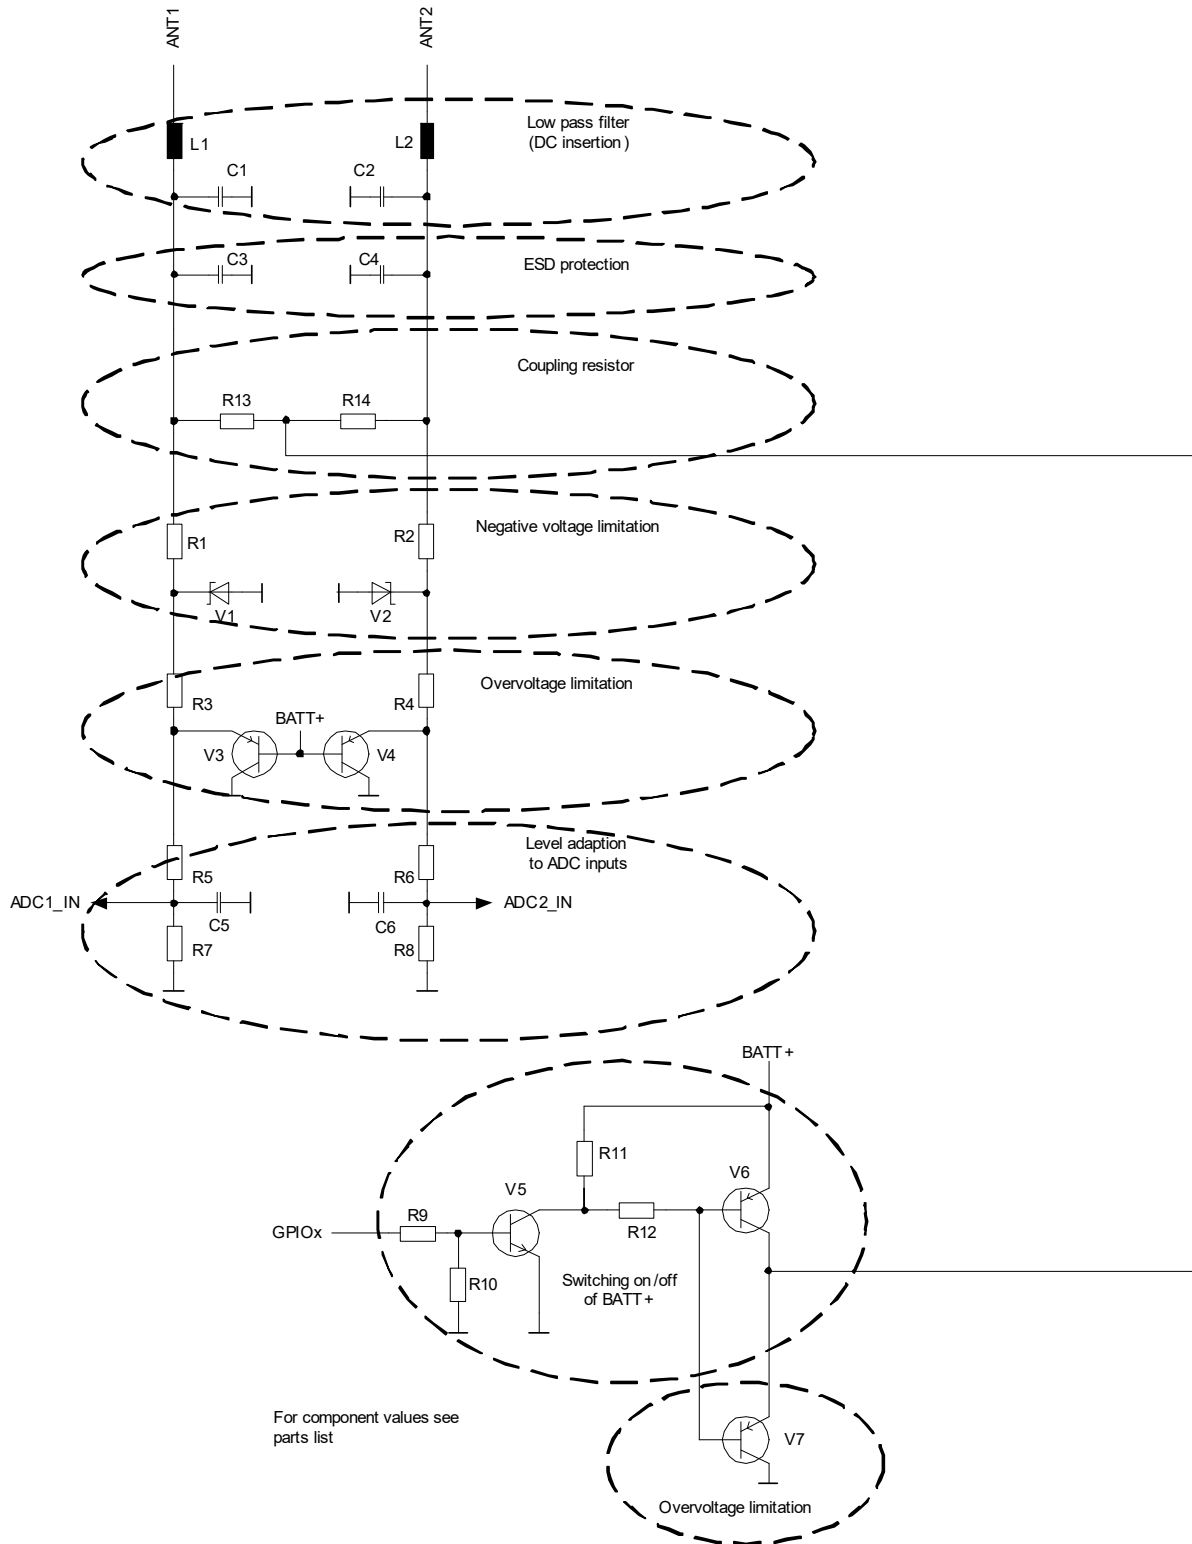 ANT1
ANT2
L1
L2
Low pass filter
(DC insertion )
C1
C2
C3
C4
ESD protection
Coupling resistor
R13
R14
R1
R2
Negative voltage limitation
V1
V2
R3
R4
Overvoltage limitation
BATT+
V3
V4
Level adaption
to ADC inputs
R5
R6
ADC1_IN
C5
C6
ADC2_IN
R7
R8
BATT +
R11
V6
V5
R9
R12
GPIOx
R10
Switching on /off
of BATT +
For component values see
parts list
V7
Overvoltage limitation